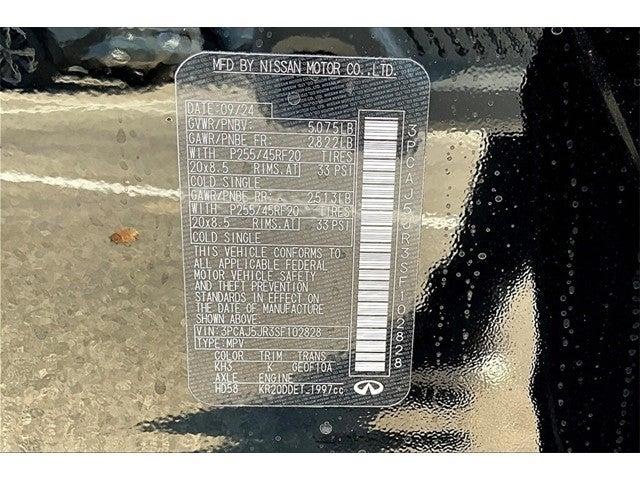 MFD BY NISSAN MOTOR CO.,LTD.
DATE: 09/24
GVWR/PNBV: 5075LB
GAWR/PNBE FR: 2822LB
WITH P255/45RF20 TIRES
20x8.5 RIMS.AT 33 PSI
COLD SINGLE
GAWR/PNBE RR: 2513LB
WITH P255/45RF20 TIRES
20x8.5 RIMS.AT 33 PSI
COLD SINGLE
THIS VEHICLE CONFORMS TO
ALL APPLICABLE FEDERAL
MOTOR VEHICLE SAFETY
AND THEFT PREVENTION
STANDARDS IN EFFECT ON
THE DATE OF MANUFACTURE
SHOWN ABOVE
VIN: 3PCAJ5JR3SF102828
TYPE: MPV
COLOR TRIM TRANS
KH3 K GEOF10A
AXLE ENGINE
HD58 KR20DDET 1997cc
3PCAJ5JR3SF102828